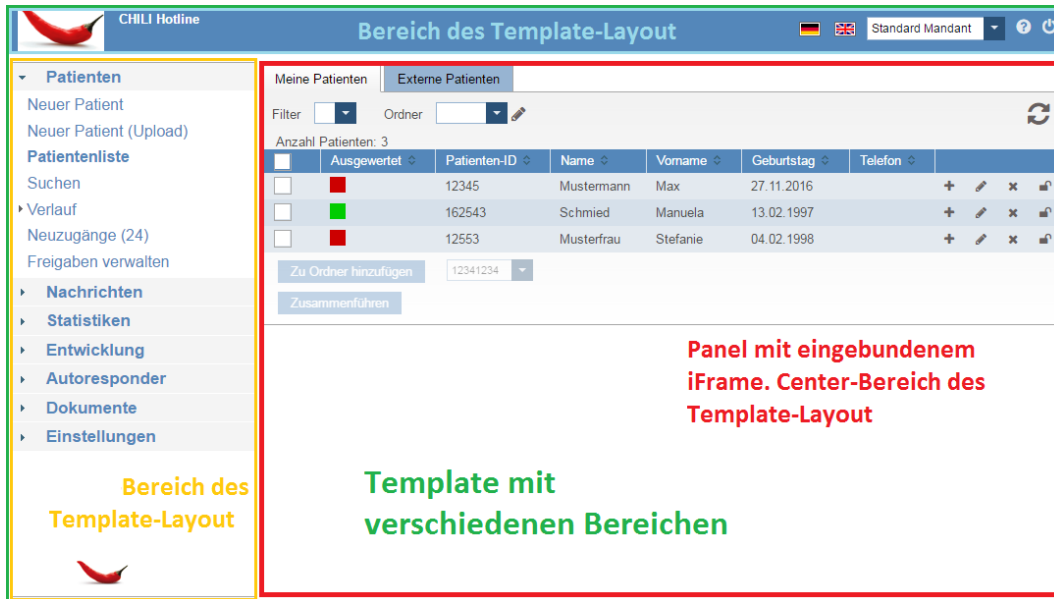 CHILI Hotline
Bereich des Template-Layout
Standard Mandant
Patienten
Neuer Patient
Neuer Patient (Upload)
Patientenliste
Suchen
Verlauf
Neuzugänge (24)
Freigaben verwalten
Nachrichten
Statistiken
Entwicklung
Autoresponder
Dokumente
Einstellungen
Bereich des
Template-Layout
Meine Patienten Externe Patienten
Filter Ordner
Anzahl Patienten: 3
Ausgewertet Patienten-ID Name Vorname Geburtstag Telefon
12345 Mustermann Max 27.11.2016
162543 Schmied Manuela 13.02.1997
12553 Musterfrau Stefanie 04.02.1998
Zu Ordner hinzufügen 12341234
Zusammenführen
Panel mit eingebundenem
iFrame. Center-Bereich des
Template-Layout
Template mit
verschiedenen Bereichen